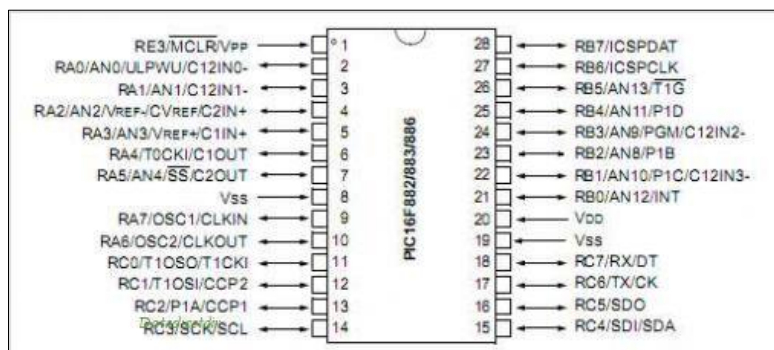 RE3/MCLR/VPP 1 28 RB7/ICSPDAT
RA0/AN0/ULPWU/C12IN0- 2 27 RB6/ICSPCLK
RA1/AN1/C12IN1- 3 26 RB5/AN13/T1G
RA2/AN2/VREF-/CVREF/C2IN+ 4 25 RB4/AN11/P1D
RA3/AN3/VREF+/C1IN+ 5 24 RB3/AN9/PGM/C12IN2-
RA4/T0CKI/C1OUT 6 23 RB2/AN8/P1B
RA5/AN4/SS/C2OUT 7 22 RB1/AN10/P1C/C12IN3-
VSS 8 21 RB0/AN12/INT
RA7/OSC1/CLKIN 9 20 VDD
RA6/OSC2/CLKOUT 10 19 VSS
RC0/T1OSO/T1CKI 11 18 RC7/RX/DT
RC1/T1OSI/CCP2 12 17 RC6/TX/CK
RC2/P1A/CCP1 13 16 RC5/SDO
RC3/SCK/SCL 14 15 RC4/SDI/SDA
PIC16F882/883/886